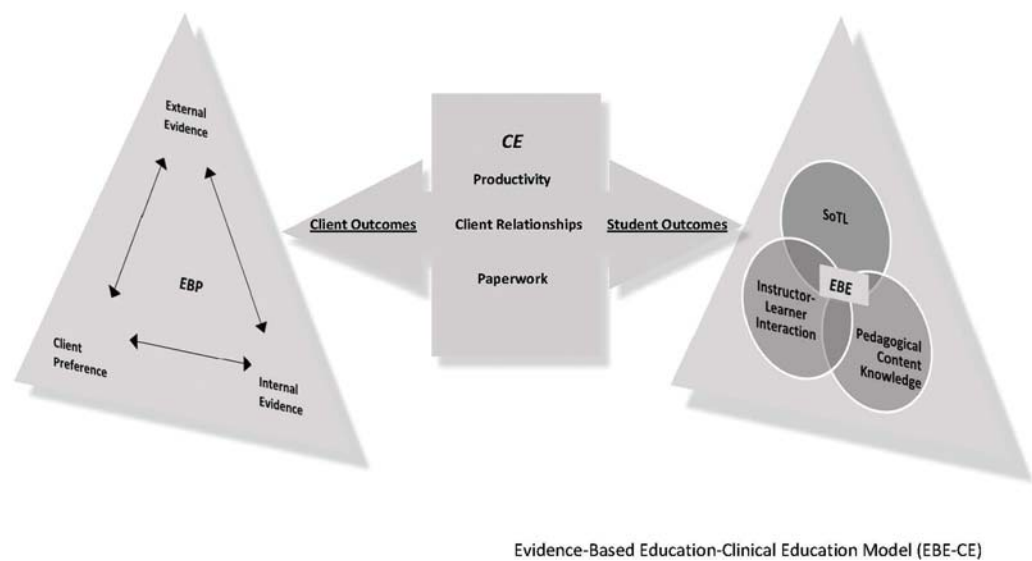 External
Evidence
EBP
Client
Preference
Internal
Evidence
Client Outcomes
CE
Productivity
Client Relationships
Paperwork
Student Outcomes
SoTL
EBE
Instructor-
Learner
Interaction
Pedagogical
Content
Knowledge
Evidence-Based Education-Clinical Education Model (EBE-CE)